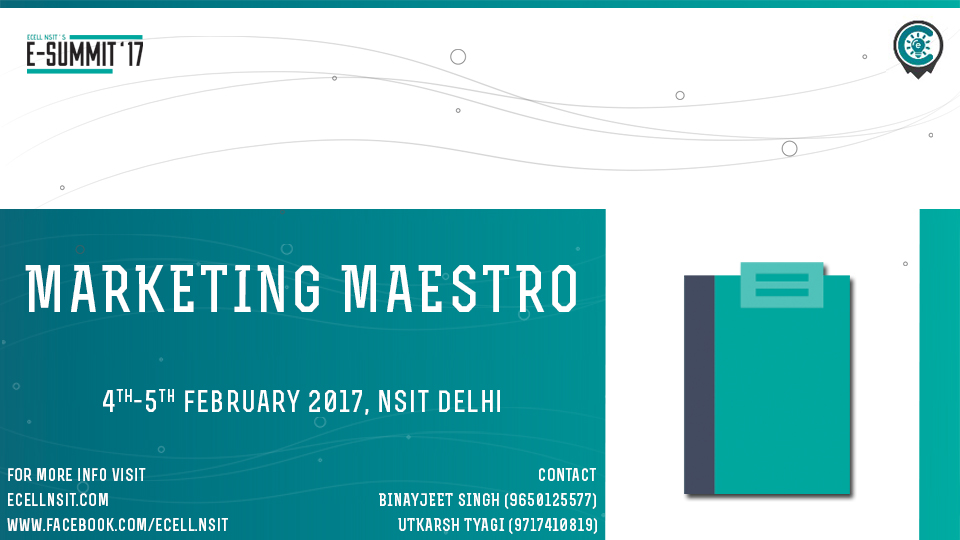 ECELL NSIT'S
E-SUMMIT '17
MARKETING MAESTRO
4TH-5TH FEBRUARY 2017, NSIT DELHI
FOR MORE INFO VISIT
ECELLNSIT.COM
WWW.FACEBOOK.COM/ECELL.NSIT
CONTACT
BINAYJEET SINGH (9650125577)
UTKARSH TYAGI (9717410819)